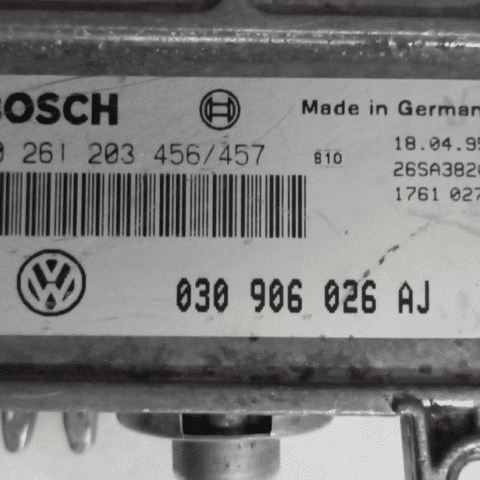 BOSCH
Made in German
0 261 203 456/457
810
18.04.95
26SA382
1761 027
030 906 026 AJ